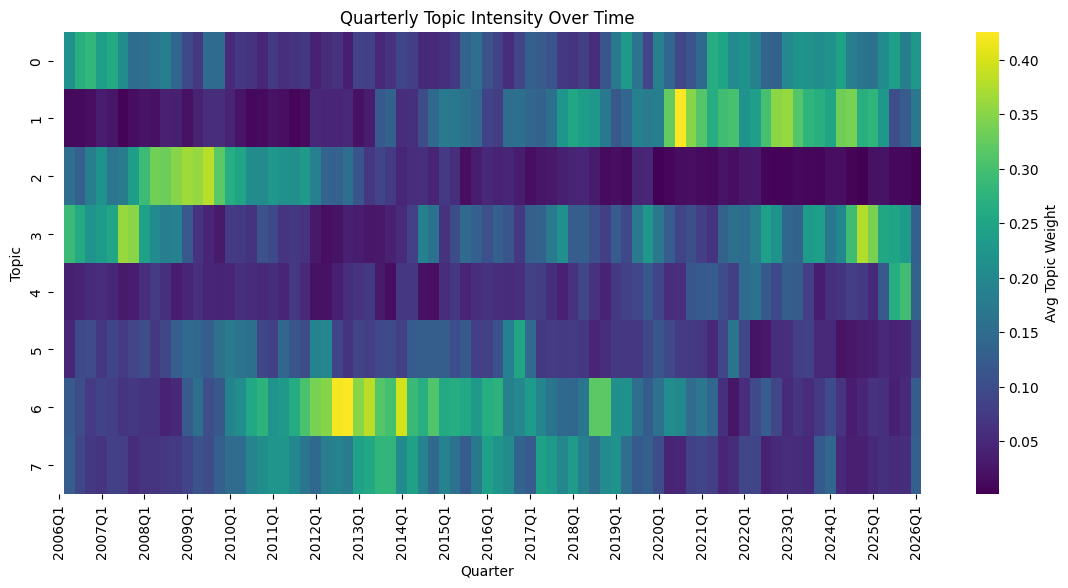 Quarterly Topic Intensity Over Time
Topic
0
1
2
3
4
5
6
7
2006Q1
2007Q1
2008Q1
2009Q1
2010Q1
2011Q1
2012Q1
2013Q1
2014Q1
2015Q1
2016Q1
2017Q1
2018Q1
2019Q1
2020Q1
2021Q1
2022Q1
2023Q1
2024Q1
2025Q1
2026Q1
Quarter
0.40
0.35
0.30
0.25
0.20
0.15
0.10
0.05
Avg Topic Weight